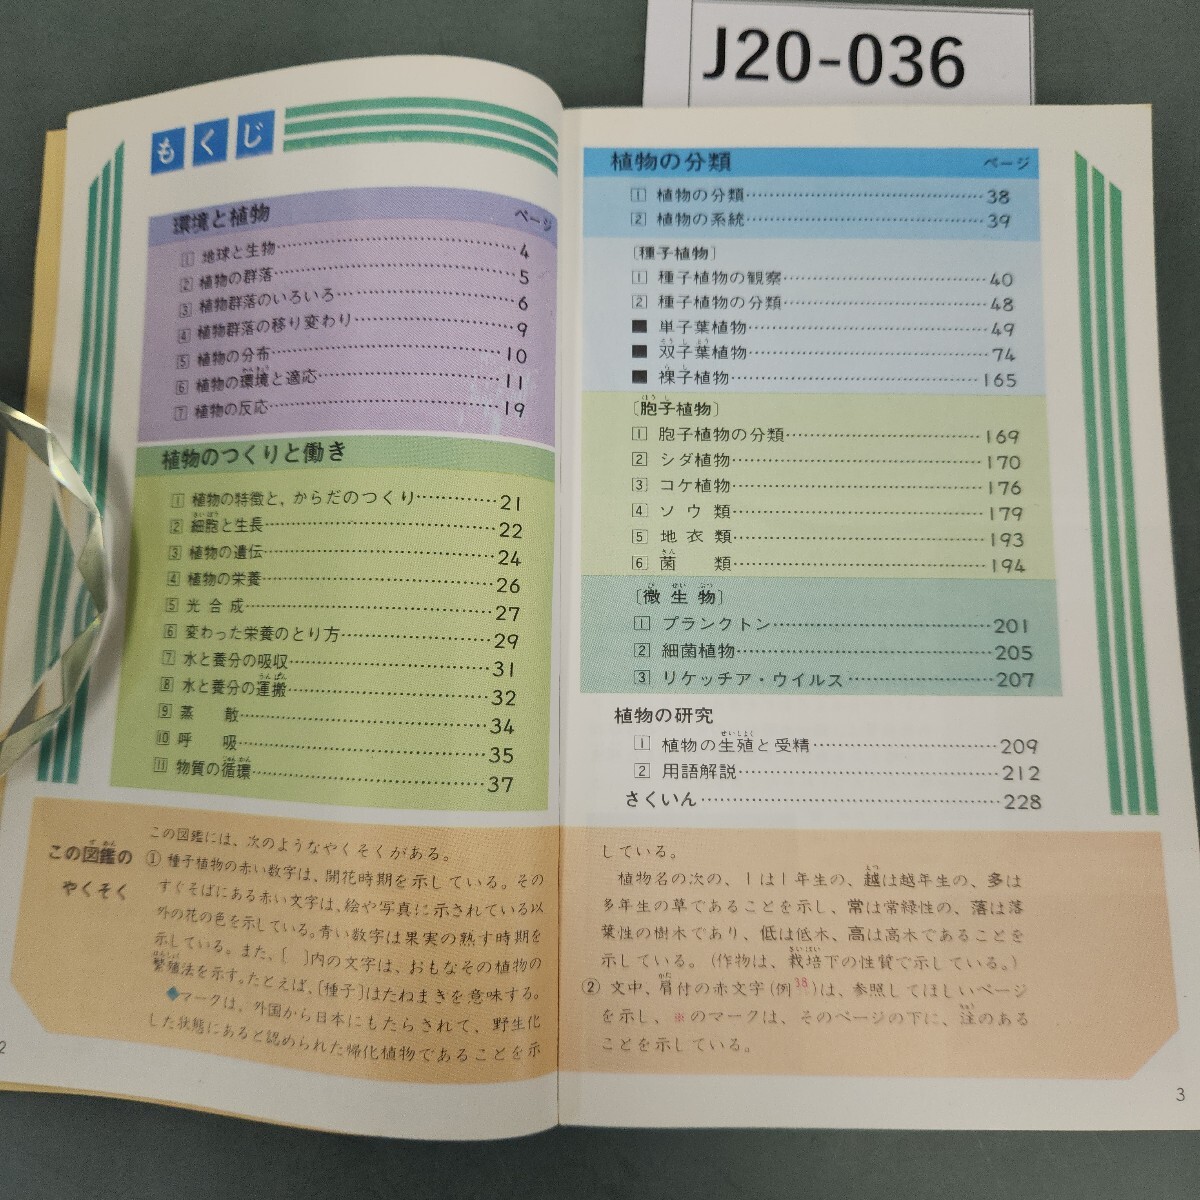 J20-036
もくじ
環境と植物 ページ
1 地球と生物 4
2 植物の群落 5
3 植物群落のいろいろ 6
4 植物群落の移り変わり 9
5 植物の分布 10
6 植物の環境と適応 11
7 植物の反応 19
植物のつくりと働き
1 植物の特徴と,からだのつくり 21
2 細胞と生長 22
3 植物の遺伝 24
4 植物の栄養 26
5 光合成 27
6 変わった栄養のとり方 29
7 水と養分の吸収 31
8 水と養分の運搬 32
9 蒸散 34
10 呼吸 35
11 物質の循環 37
この図鑑のやくそく
この図鑑には、次のようなやくそくがある。
① 種子植物の赤い数字は、開花時期を示している。その
すぐそばにある赤い文字は、絵や写真に示されている以
外の花の色を示している。青い数字は果実の熟す時期を
示している。また、〔 〕内の文字は、おもなその植物の
繁殖法を示す。たとえば、〔種子〕はたねまきを意味する。
◆マークは、外国から日本にもたらされて、野生化
した状態にあると認められた帰化植物であることを示
2
植物の分類 ページ
1 植物の分類 38
2 植物の系統 39
〔種子植物〕
1 種子植物の観察 40
2 種子植物の分類 48
■ 単子葉植物 49
■ 双子葉植物 74
■ 裸子植物 165
〔胞子植物〕
1 胞子植物の分類 169
2 シダ植物 170
3 コケ植物 176
4 ソウ類 179
5 地衣類 193
6 菌類 194
〔微生物〕
1 プランクトン 201
2 細菌植物 205
3 リケッチア・ウイルス 207
植物の研究
1 植物の生殖と受精 209
2 用語解説 212
さくいん 228
している。
植物名の次の、1は1年生の、越は越年生の、多は
多年生の草であることを示し、常は常緑性の、落は落
葉性の樹木であり、低は低木、高は高木であることを
示している。(作物は、栽培下の性質で示している。)
② 文中、肩付の赤文字(例38)は、参照してほしいページ
を示し、※のマークは、そのページの下に、注のある
ことを示している。
3